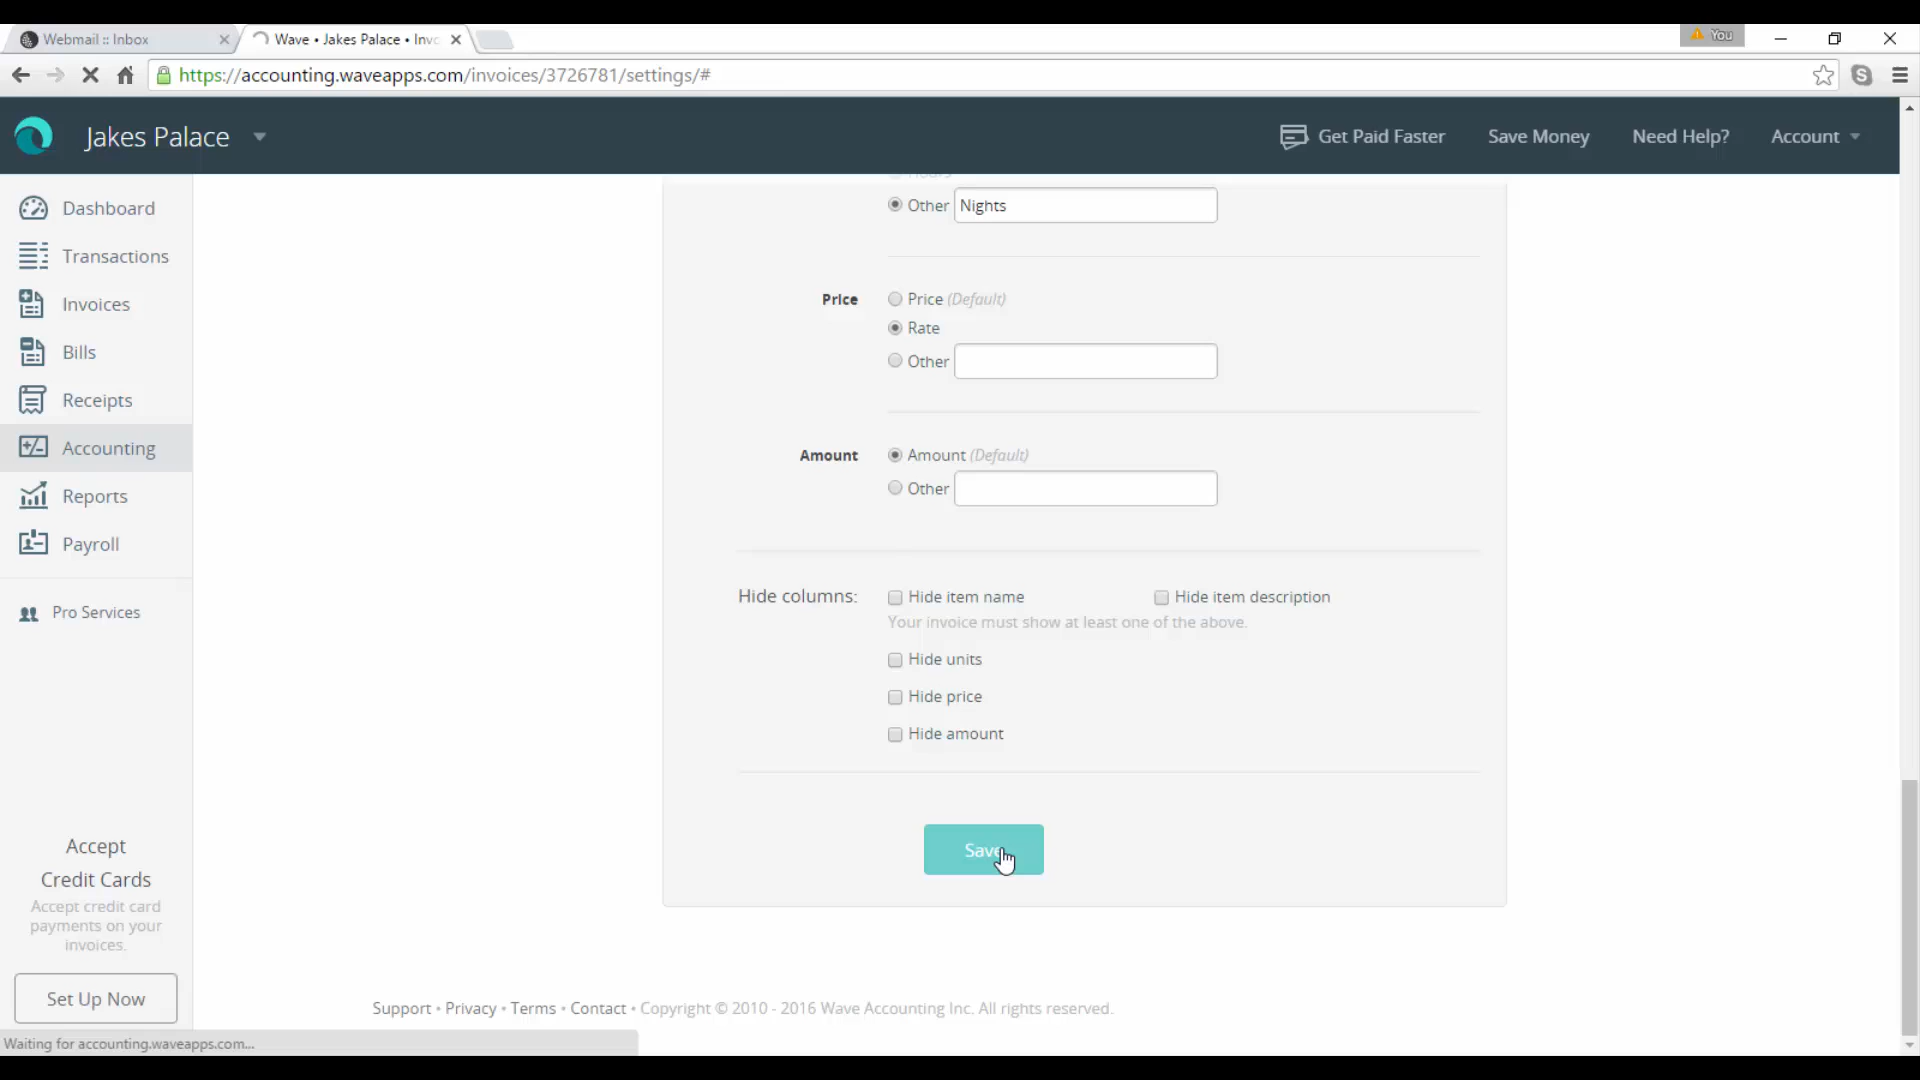 Webmail :: Inbox
Wave • Jakes Palace • Invo
You
https://accounting.waveapps.com/invoices/3726781/settings/#
Jakes Palace
Get Paid Faster
Save Money
Need Help?
Account
Dashboard
Transactions
Invoices
Bills
Receipts
Accounting
Reports
Payroll
Pro Services
Accept
Credit Cards
Accept credit card
payments on your
invoices.
Set Up Now
Hours
Other Nights
Price Price (Default)
Rate
Other
Amount Amount (Default)
Other
Hide columns: Hide item name Hide item description
Your invoice must show at least one of the above.
Hide units
Hide price
Hide amount
Save
Support • Privacy • Terms • Contact • Copyright © 2010 - 2016 Wave Accounting Inc. All rights reserved.
Waiting for accounting.waveapps.com...